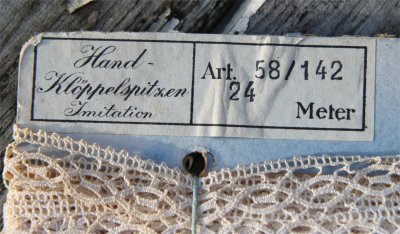 Hand-
Klöppelspitzen
Imitation
Art. 58/142
24
Meter